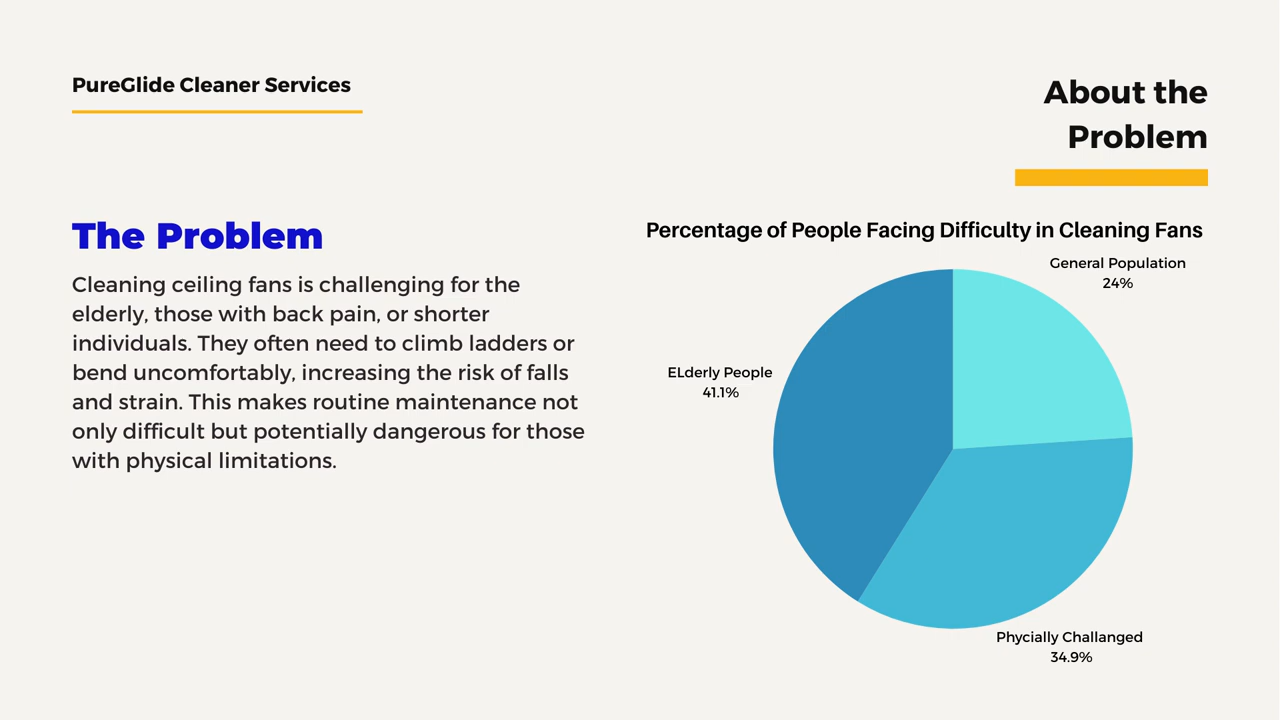 PureGlide Cleaner Services
About the
Problem
The Problem
Cleaning ceiling fans is challenging for the
elderly, those with back pain, or shorter
individuals. They often need to climb ladders or
bend uncomfortably, increasing the risk of falls
and strain. This makes routine maintenance not
only difficult but potentially dangerous for those
with physical limitations.
Percentage of People Facing Difficulty in Cleaning Fans
General Population
24%
ELderly People
41.1%
Phycially Challanged
34.9%